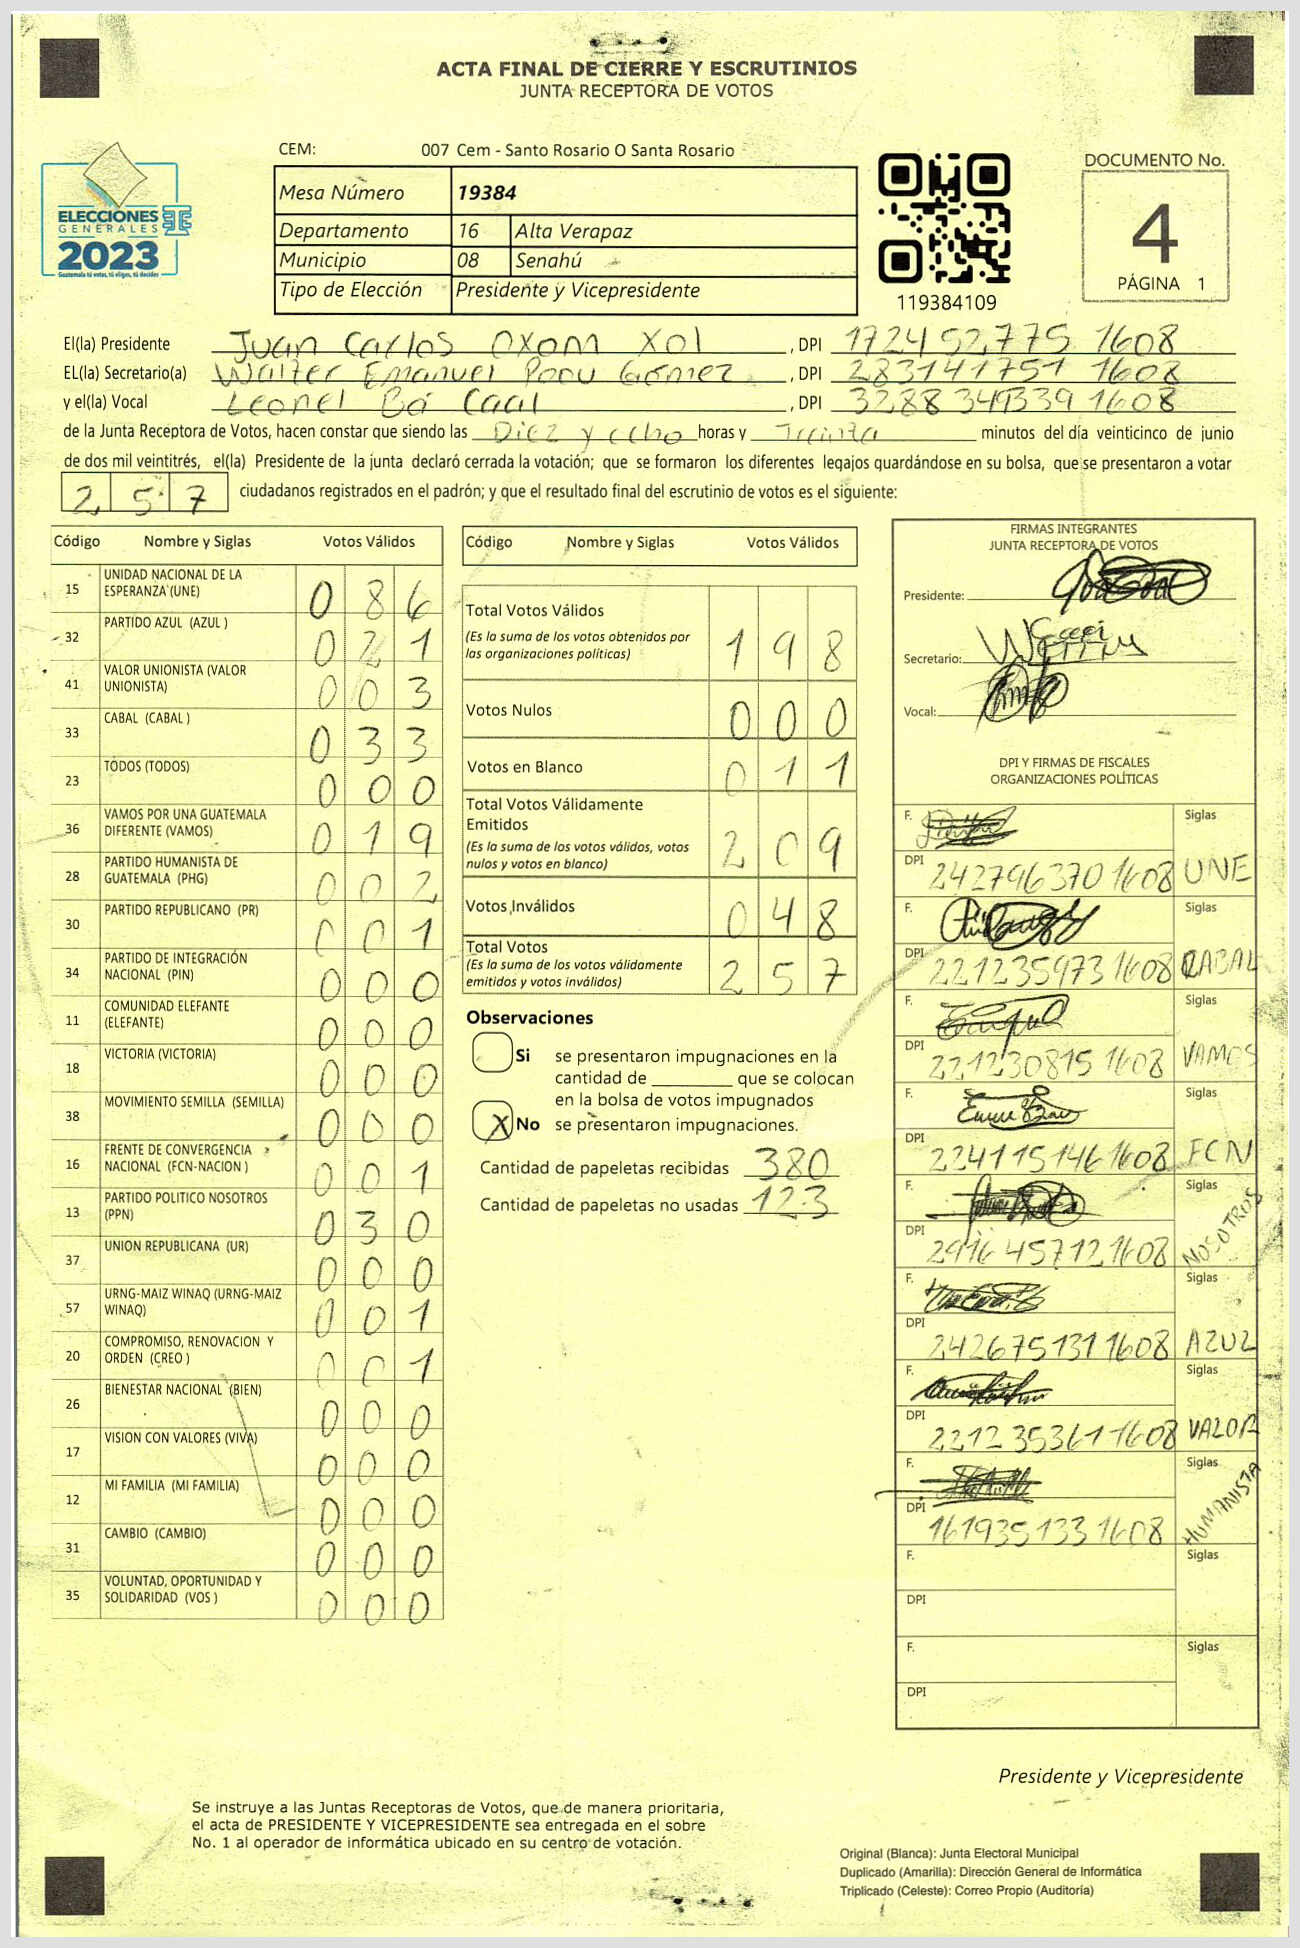 ACTA FINAL DE CIERRE Y ESCRUTINIOS
JUNTA RECEPTORA DE VOTOS
ELECCIONES
GENERALES
2023
Guatemala tú votas, tú eliges, tú decides
CEM: 007 Cem - Santo Rosario O Santa Rosario
Mesa Número 19384
Departamento 16 Alta Verapaz
Municipio 08 Senahú
Tipo de Elección Presidente y Vicepresidente
119384109
DOCUMENTO No.
4
PÁGINA 1
El(la) Presidente Juan Carlos Oxom Xol , DPI 172452775 1608
EL(la) Secretario(a) Walter Emanuel Poou Gómez , DPI 283141751 1608
y el(la) Vocal Leonel Bá Caal , DPI 3288 349339 1608
de la Junta Receptora de Votos, hacen constar que siendo las Diez y ocho horas y Treinta minutos del día veinticinco de junio
de dos mil veintitrés, el(la) Presidente de la junta declaró cerrada la votación; que se formaron los diferentes legajos guardándose en su bolsa, que se presentaron a votar
2 5 7 ciudadanos registrados en el padrón; y que el resultado final del escrutinio de votos es el siguiente:
Código Nombre y Siglas Votos Válidos
15 UNIDAD NACIONAL DE LA ESPERANZA (UNE) 0 8 6
32 PARTIDO AZUL (AZUL ) 0 2 1
41 VALOR UNIONISTA (VALOR UNIONISTA) 0 0 3
33 CABAL (CABAL ) 0 3 3
23 TODOS (TODOS) 0 0 0
36 VAMOS POR UNA GUATEMALA DIFERENTE (VAMOS) 0 1 9
28 PARTIDO HUMANISTA DE GUATEMALA (PHG) 0 0 2
30 PARTIDO REPUBLICANO (PR) 0 0 1
34 PARTIDO DE INTEGRACIÓN NACIONAL (PIN) 0 0 0
11 COMUNIDAD ELEFANTE (ELEFANTE) 0 0 0
18 VICTORIA (VICTORIA) 0 0 0
38 MOVIMIENTO SEMILLA (SEMILLA) 0 0 0
16 FRENTE DE CONVERGENCIA NACIONAL (FCN-NACION ) 0 0 1
13 PARTIDO POLITICO NOSOTROS (PPN) 0 3 0
37 UNION REPUBLICANA (UR) 0 0 0
57 URNG-MAIZ WINAQ (URNG-MAIZ WINAQ) 0 0 1
20 COMPROMISO, RENOVACION Y ORDEN (CREO ) 0 0 1
26 BIENESTAR NACIONAL (BIEN) 0 0 0
17 VISION CON VALORES (VIVA) 0 0 0
12 MI FAMILIA (MI FAMILIA) 0 0 0
31 CAMBIO (CAMBIO) 0 0 0
35 VOLUNTAD, OPORTUNIDAD Y SOLIDARIDAD (VOS ) 0 0 0
Código Nombre y Siglas Votos Válidos
Total Votos Válidos 1 9 8
(Es la suma de los votos obtenidos por
las organizaciones políticas)
Votos Nulos 0 0 0
Votos en Blanco 0 1 1
Total Votos Válidamente
Emitidos 2 0 9
(Es la suma de los votos válidos, votos
nulos y votos en blanco)
Votos Inválidos 0 4 8
Total Votos 2 5 7
(Es la suma de los votos válidamente
emitidos y votos inválidos)
Observaciones
Si se presentaron impugnaciones en la
cantidad de ________ que se colocan
en la bolsa de votos impugnados
X No se presentaron impugnaciones.
Cantidad de papeletas recibidas 380
Cantidad de papeletas no usadas 123
FIRMAS INTEGRANTES
JUNTA RECEPTORA DE VOTOS
Presidente:
Secretario:
Vocal:
DPI Y FIRMAS DE FISCALES
ORGANIZACIONES POLÍTICAS
F. Siglas
DPI 242796370 1608 UNE
F. Siglas
DPI 221235973 1608 CABAL
F. Siglas
DPI 221230815 1608 VAMOS
F. Siglas
DPI 224115146 1608 FCN
F. Siglas
DPI 2916 45712 1608 NOSOTROS
F. Siglas
DPI 242675131 1608 AZUL
F. Siglas
DPI 2212 35361 1608 VALOR
F. Siglas
DPI 161935133 1608 HUMANISTA
F. Siglas
DPI
F. Siglas
DPI
Presidente y Vicepresidente
Se instruye a las Juntas Receptoras de Votos, que de manera prioritaria,
el acta de PRESIDENTE Y VICEPRESIDENTE sea entregada en el sobre
No. 1 al operador de informática ubicado en su centro de votación.
Original (Blanca): Junta Electoral Municipal
Duplicado (Amarilla): Dirección General de Informática
Triplicado (Celeste): Correo Propio (Auditoría)